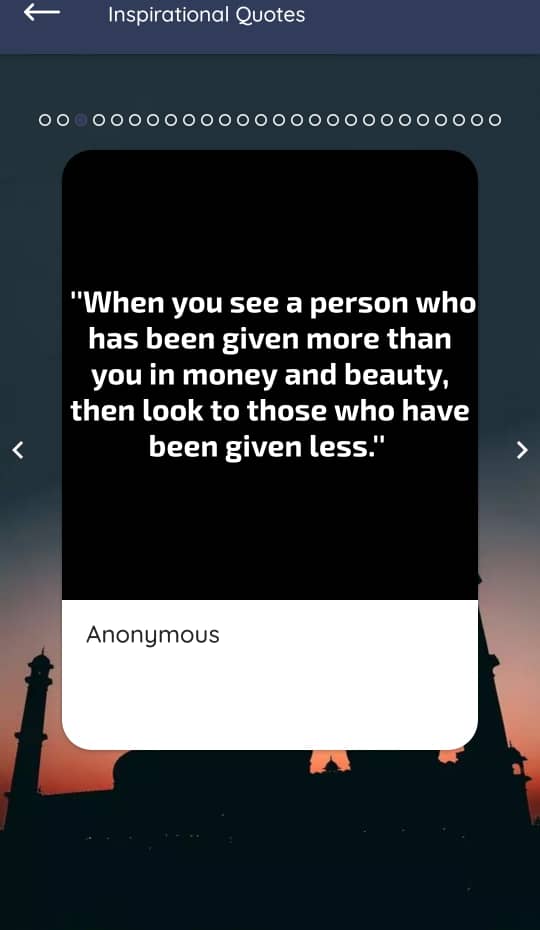 Inspirational Quotes
"When you see a person who
has been given more than
you in money and beauty,
then look to those who have
been given less."
Anonymous